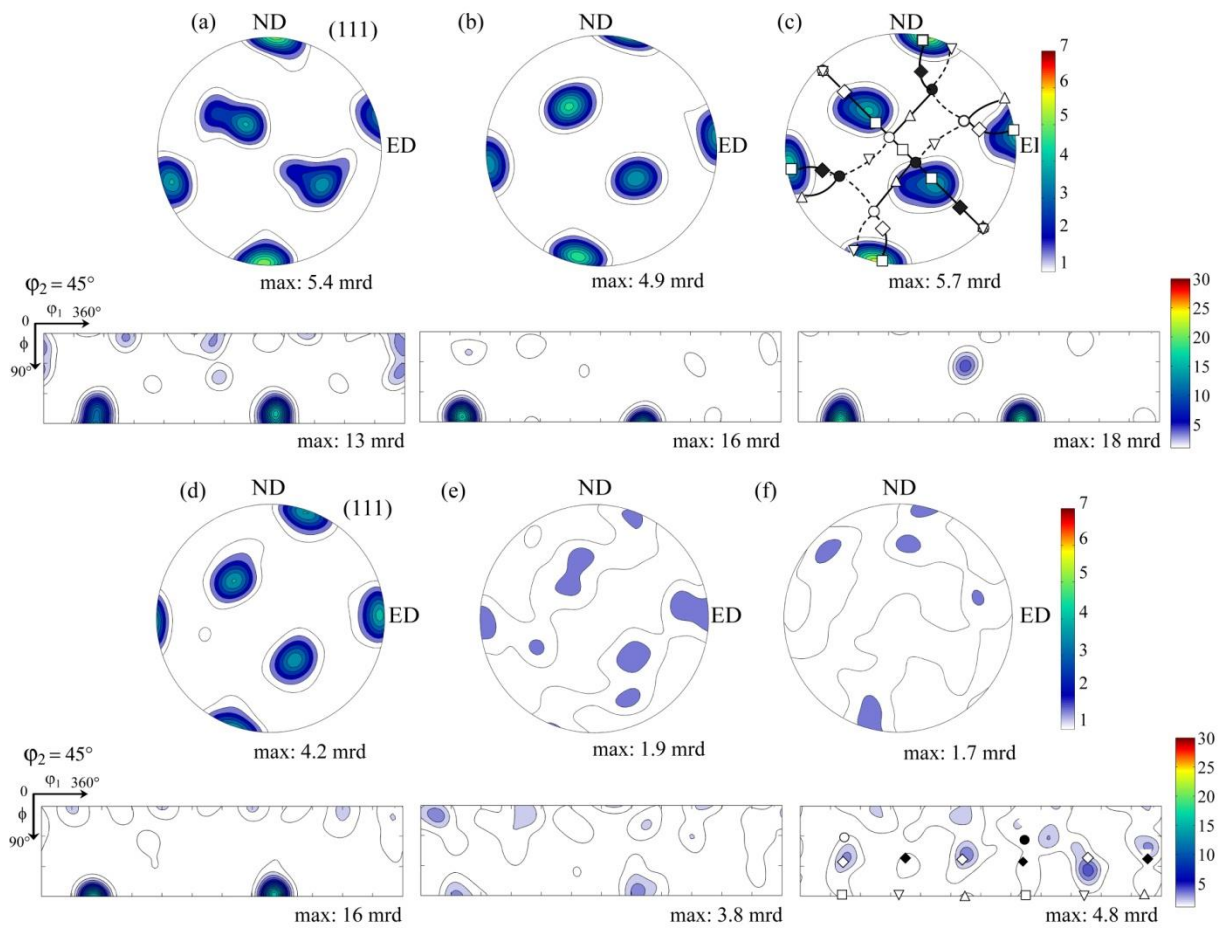 (a) ND (111) (b) ND (c) ND
ED ED E
7
6
5
4
3
2
1
max: 5.4 mrd max: 4.9 mrd max: 5.7 mrd
φ₂ = 45°
0 φ₁ 360°
ϕ
90°
30
25
20
15
10
5
max: 13 mrd max: 16 mrd max: 18 mrd
(d) ND (111) (e) ND (f) ND
ED ED ED
7
6
5
4
3
2
1
max: 4.2 mrd max: 1.9 mrd max: 1.7 mrd
φ₂ = 45°
0 φ₁ 360°
ϕ
90°
30
25
20
15
10
5
max: 16 mrd max: 3.8 mrd max: 4.8 mrd